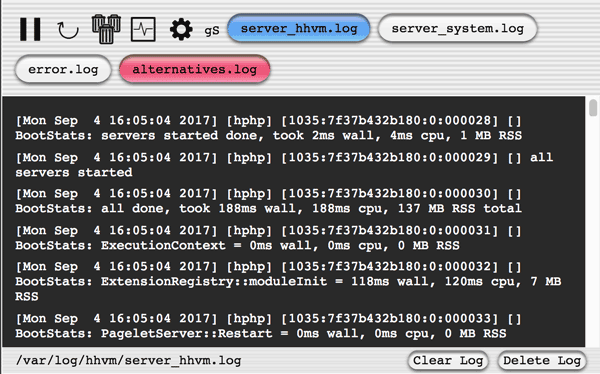 gS server_hhvm.log server_system.log
error.log alternatives.log
[Mon Sep  4 16:05:04 2017] [hphp] [1035:7f37b432b180:0:000028] []
BootStats: servers started done, took 2ms wall, 4ms cpu, 1 MB RSS
[Mon Sep  4 16:05:04 2017] [hphp] [1035:7f37b432b180:0:000029] [] all
servers started
[Mon Sep  4 16:05:04 2017] [hphp] [1035:7f37b432b180:0:000030] []
BootStats: all done, took 188ms wall, 188ms cpu, 137 MB RSS total
[Mon Sep  4 16:05:04 2017] [hphp] [1035:7f37b432b180:0:000031] []
BootStats: ExecutionContext = 0ms wall, 0ms cpu, 0 MB RSS
[Mon Sep  4 16:05:04 2017] [hphp] [1035:7f37b432b180:0:000032] []
BootStats: ExtensionRegistry::moduleInit = 118ms wall, 120ms cpu, 7 MB
RSS
[Mon Sep  4 16:05:04 2017] [hphp] [1035:7f37b432b180:0:000033] []
BootStats: PageletServer::Restart = 0ms wall, 0ms cpu, 0 MB RSS
/var/log/hhvm/server_hhvm.log Clear Log Delete Log